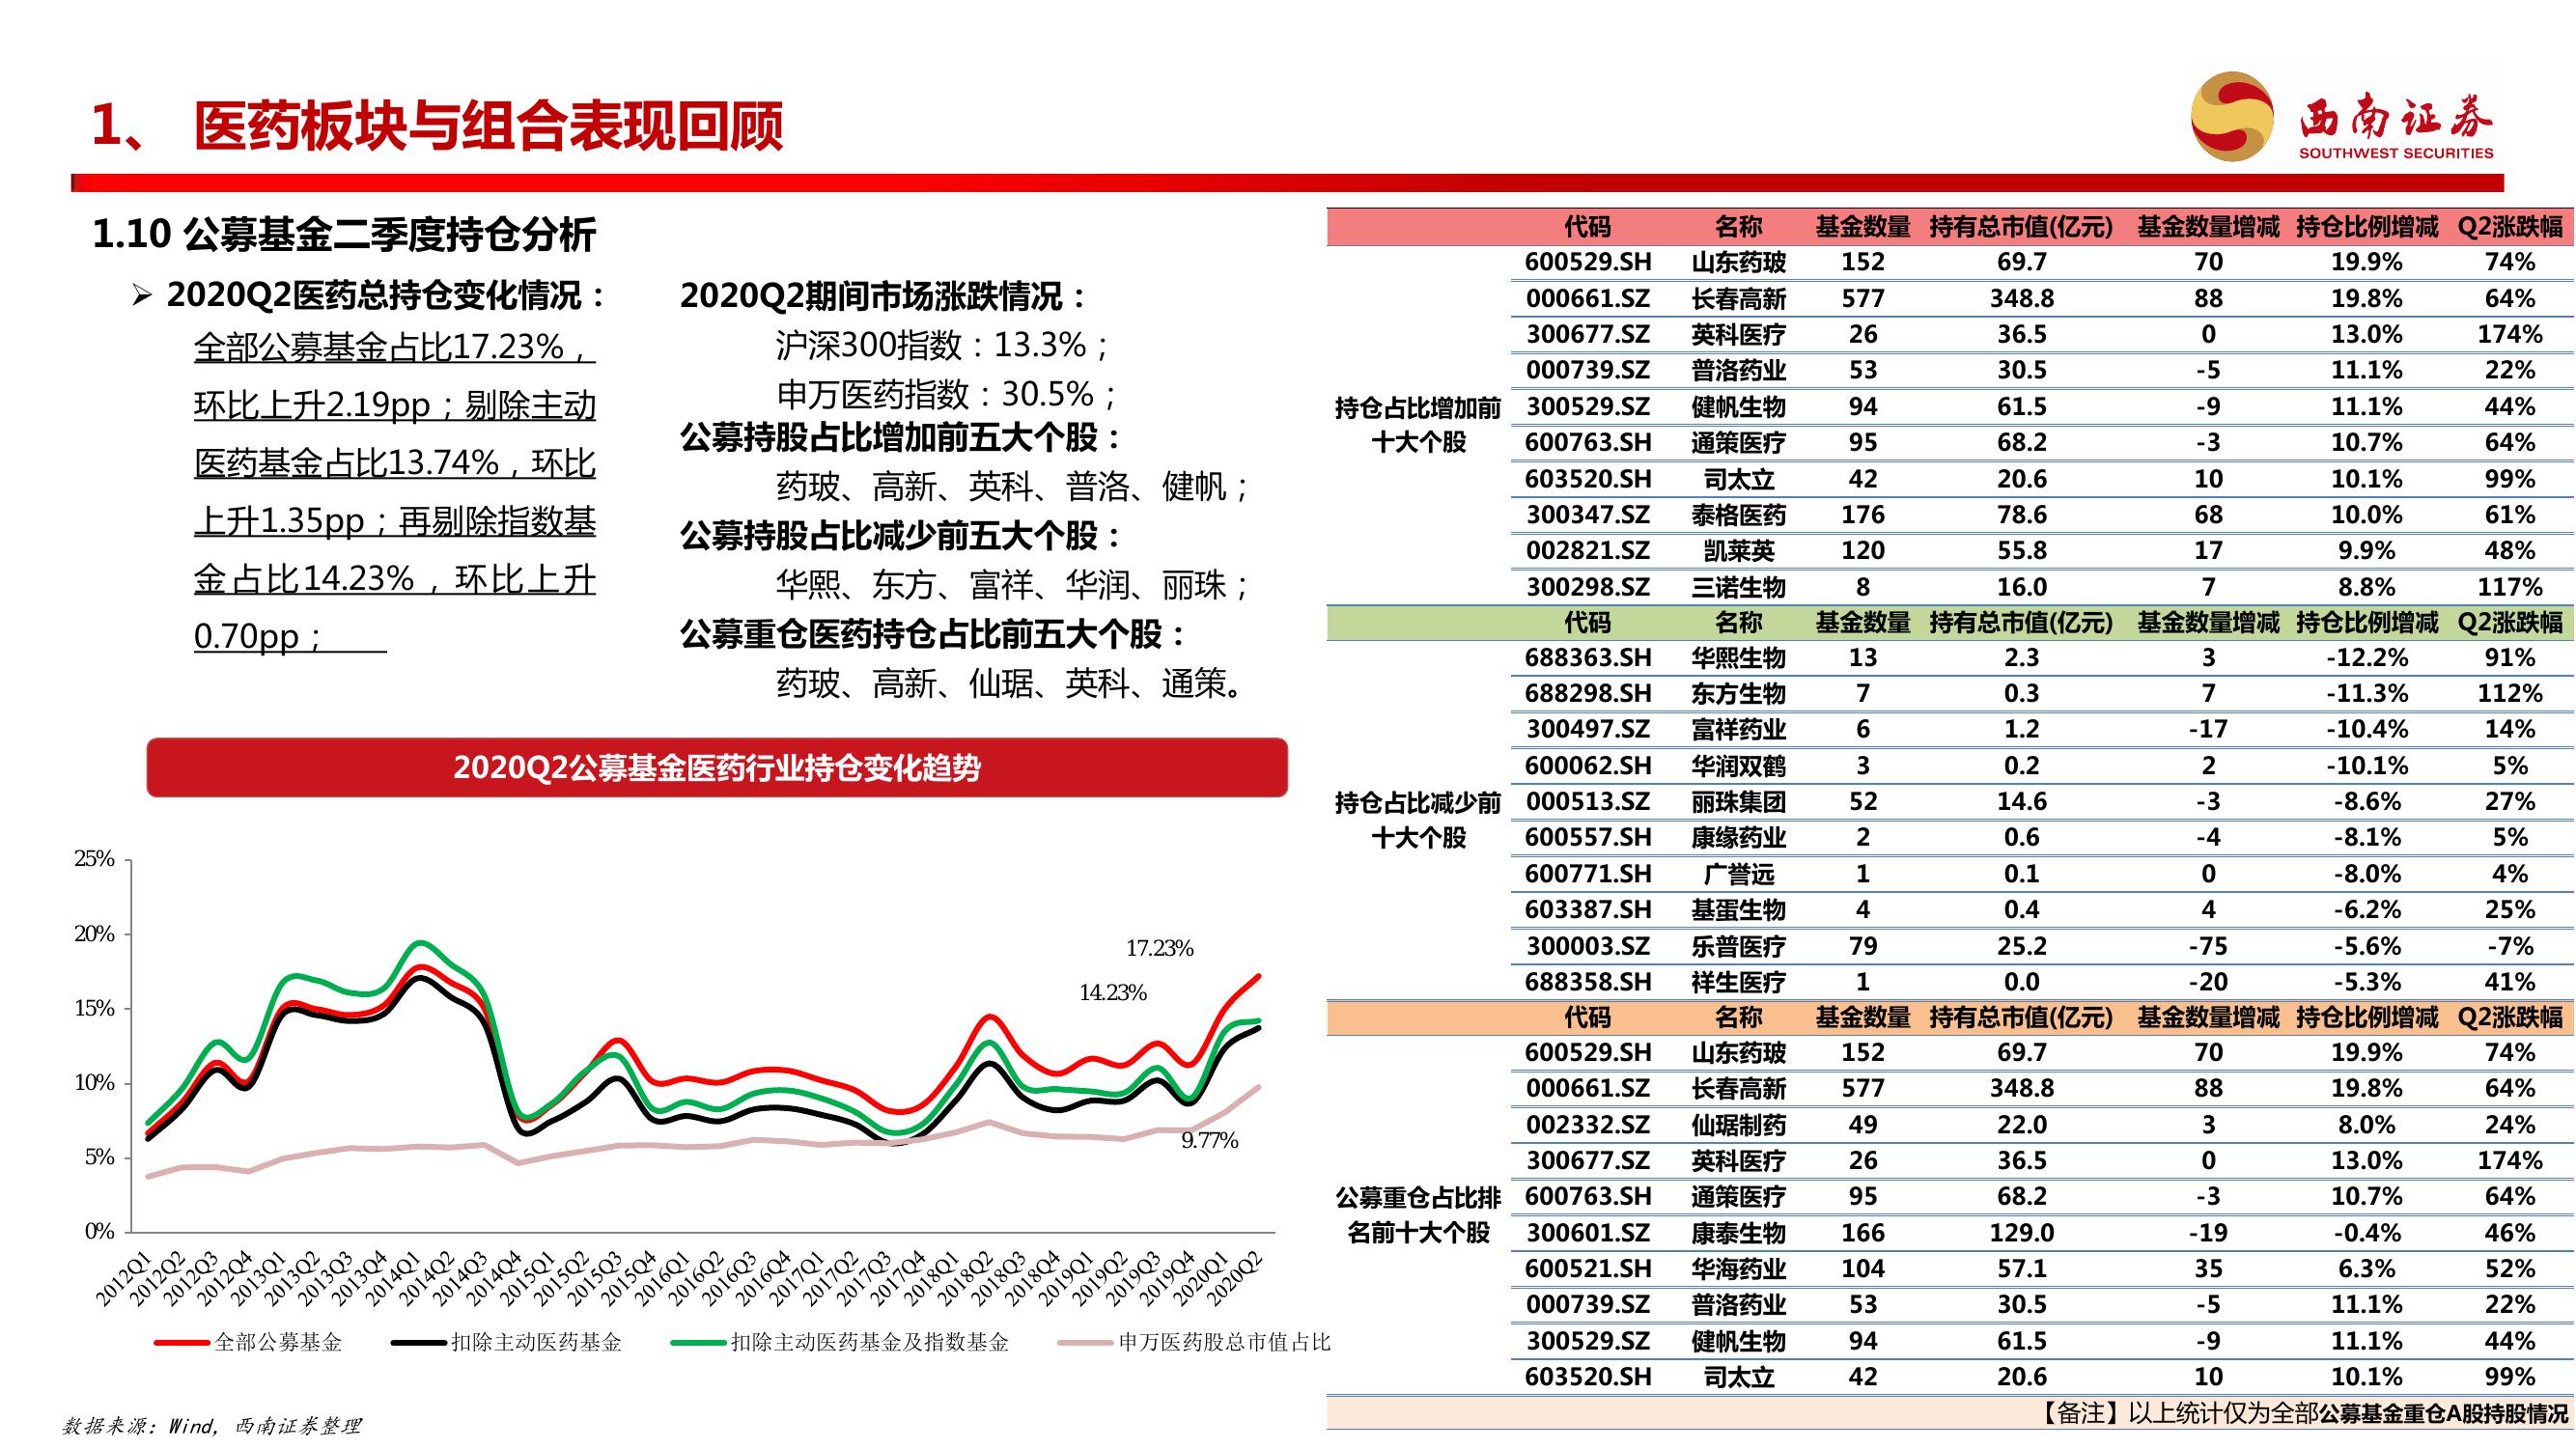 1、 医药板块与组合表现回顾
西南证券
SOUTHWEST SECURITIES
1.10 公募基金二季度持仓分析
➢ 2020Q2医药总持仓变化情况：
全部公募基金占比17.23%，
环比上升2.19pp；剔除主动
医药基金占比13.74%，环比
上升1.35pp；再剔除指数基
金占比14.23%，环比上升
0.70pp；
2020Q2期间市场涨跌情况：
沪深300指数：13.3%；
申万医药指数：30.5%；
公募持股占比增加前五大个股：
药玻、高新、英科、普洛、健帆；
公募持股占比减少前五大个股：
华熙、东方、富祥、华润、丽珠；
公募重仓医药持仓占比前五大个股：
药玻、高新、仙琚、英科、通策。
2020Q2公募基金医药行业持仓变化趋势
25%
20%
15%
10%
5%
0%
17.23%
14.23%
9.77%
2012Q1 2012Q2 2012Q3 2012Q4 2013Q1 2013Q2 2013Q3 2013Q4 2014Q1 2014Q2 2014Q3 2014Q4 2015Q1 2015Q2 2015Q3 2015Q4 2016Q1 2016Q2 2016Q3 2016Q4 2017Q1 2017Q2 2017Q3 2017Q4 2018Q1 2018Q2 2018Q3 2018Q4 2019Q1 2019Q2 2019Q3 2019Q4 2020Q1 2020Q2
全部公募基金 扣除主动医药基金 扣除主动医药基金及指数基金 申万医药股总市值占比
数据来源：Wind，西南证券整理
代码 名称 基金数量 持有总市值(亿元) 基金数量增减 持仓比例增减 Q2涨跌幅
持仓占比增加前
十大个股
600529.SH 山东药玻 152 69.7 70 19.9% 74%
000661.SZ 长春高新 577 348.8 88 19.8% 64%
300677.SZ 英科医疗 26 36.5 0 13.0% 174%
000739.SZ 普洛药业 53 30.5 -5 11.1% 22%
300529.SZ 健帆生物 94 61.5 -9 11.1% 44%
600763.SH 通策医疗 95 68.2 -3 10.7% 64%
603520.SH 司太立 42 20.6 10 10.1% 99%
300347.SZ 泰格医药 176 78.6 68 10.0% 61%
002821.SZ 凯莱英 120 55.8 17 9.9% 48%
300298.SZ 三诺生物 8 16.0 7 8.8% 117%
代码 名称 基金数量 持有总市值(亿元) 基金数量增减 持仓比例增减 Q2涨跌幅
持仓占比减少前
十大个股
688363.SH 华熙生物 13 2.3 3 -12.2% 91%
688298.SH 东方生物 7 0.3 7 -11.3% 112%
300497.SZ 富祥药业 6 1.2 -17 -10.4% 14%
600062.SH 华润双鹤 3 0.2 2 -10.1% 5%
000513.SZ 丽珠集团 52 14.6 -3 -8.6% 27%
600557.SH 康缘药业 2 0.6 -4 -8.1% 5%
600771.SH 广誉远 1 0.1 0 -8.0% 4%
603387.SH 基蛋生物 4 0.4 4 -6.2% 25%
300003.SZ 乐普医疗 79 25.2 -75 -5.6% -7%
688358.SH 祥生医疗 1 0.0 -20 -5.3% 41%
代码 名称 基金数量 持有总市值(亿元) 基金数量增减 持仓比例增减 Q2涨跌幅
公募重仓占比排
名前十大个股
600529.SH 山东药玻 152 69.7 70 19.9% 74%
000661.SZ 长春高新 577 348.8 88 19.8% 64%
002332.SZ 仙琚制药 49 22.0 3 8.0% 24%
300677.SZ 英科医疗 26 36.5 0 13.0% 174%
600763.SH 通策医疗 95 68.2 -3 10.7% 64%
300601.SZ 康泰生物 166 129.0 -19 -0.4% 46%
600521.SH 华海药业 104 57.1 35 6.3% 52%
000739.SZ 普洛药业 53 30.5 -5 11.1% 22%
300529.SZ 健帆生物 94 61.5 -9 11.1% 44%
603520.SH 司太立 42 20.6 10 10.1% 99%
【备注】以上统计仅为全部公募基金重仓A股持股情况